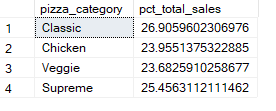 pizza_category pct_total_sales
1 Classic 26.9059602306976
2 Chicken 23.9551375322885
3 Veggie 23.6825910258677
4 Supreme 25.4563112111462